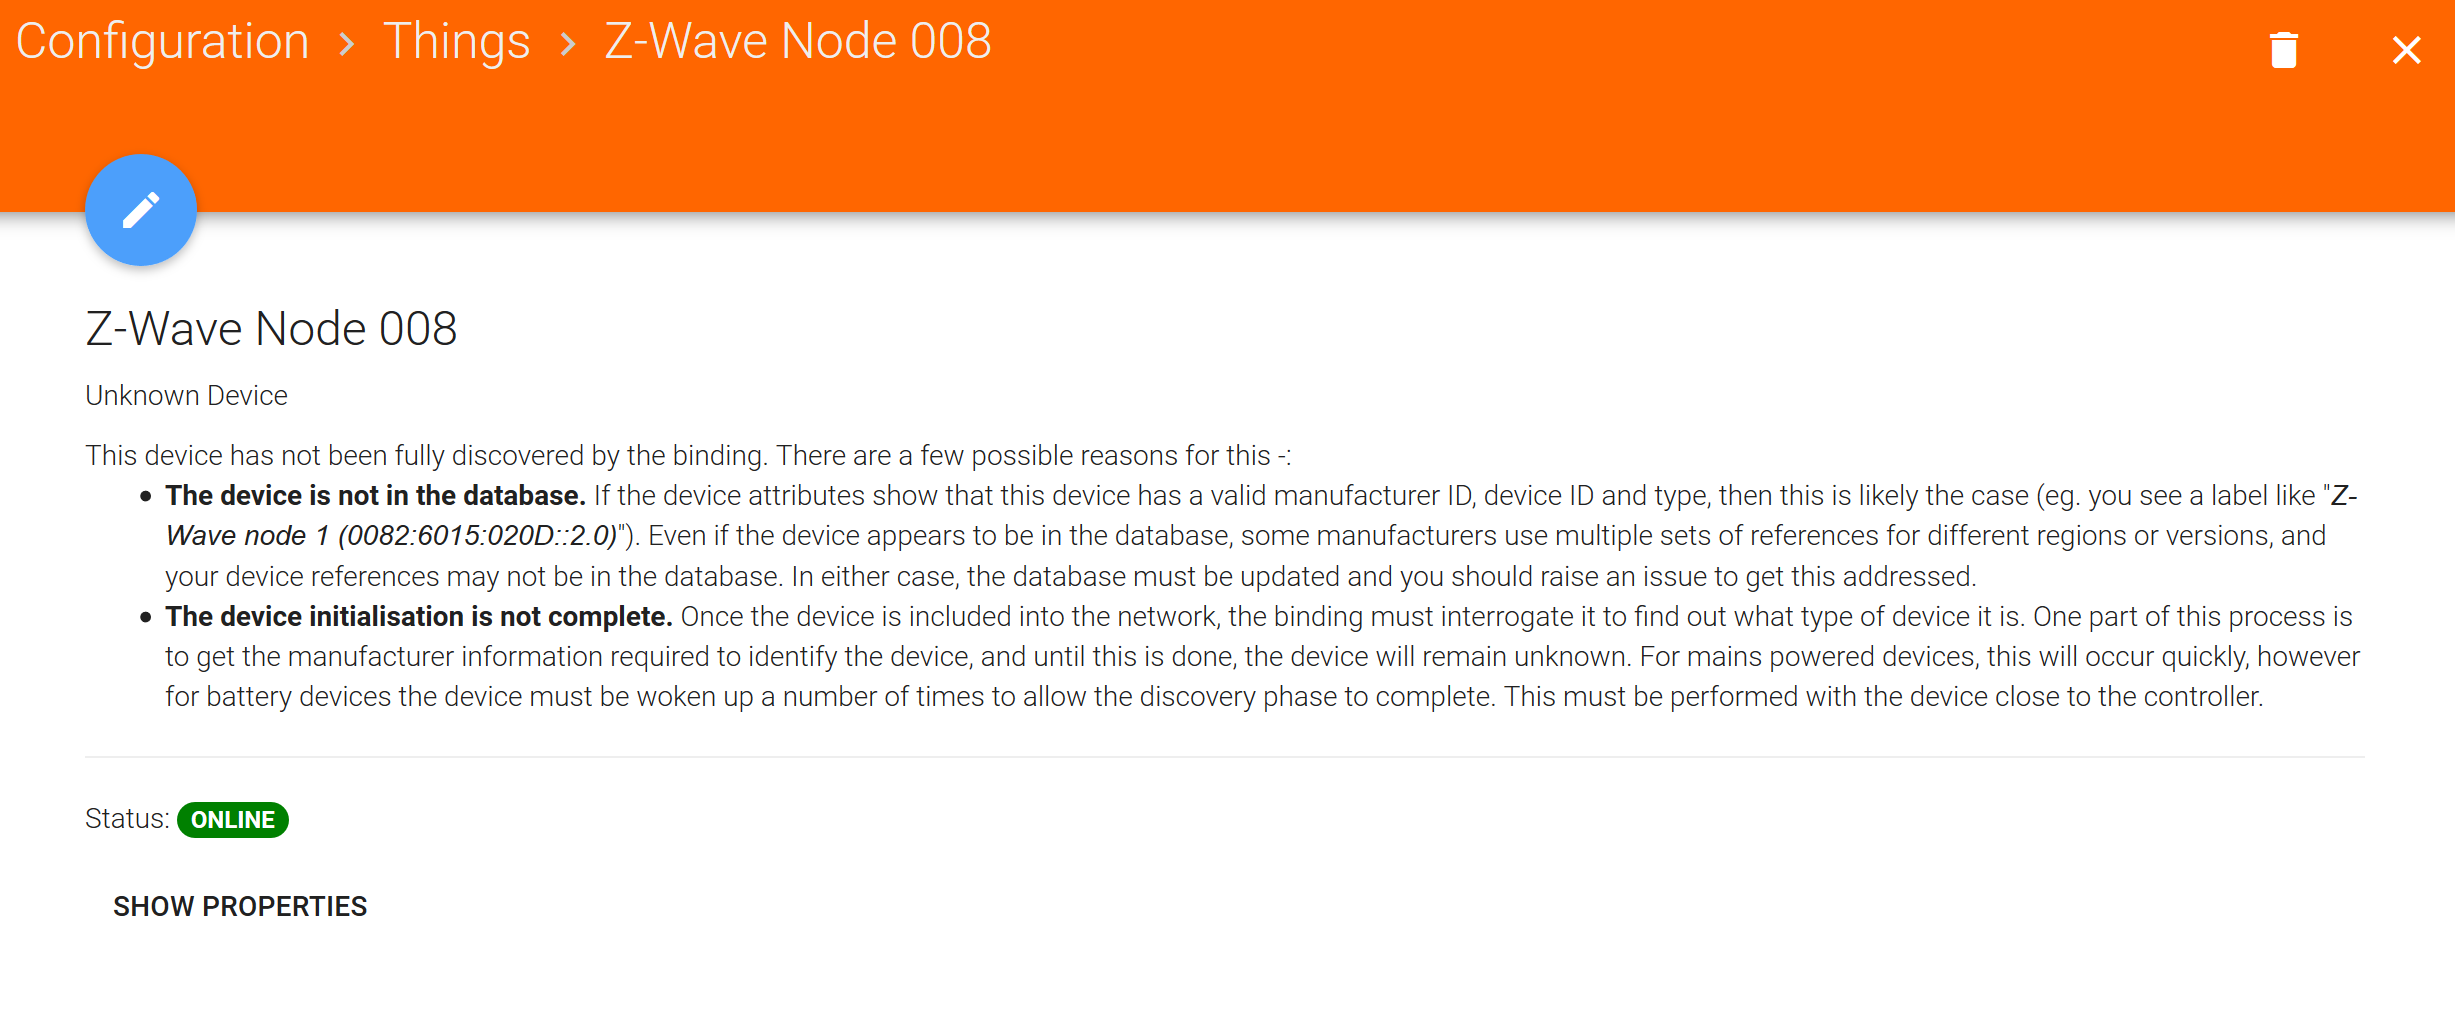 Configuration > Things > Z-Wave Node 008
Z-Wave Node 008
Unknown Device
This device has not been fully discovered by the binding. There are a few possible reasons for this -:
• The device is not in the database. If the device attributes show that this device has a valid manufacturer ID, device ID and type, then this is likely the case (eg. you see a label like "Z-
Wave node 1 (0082:6015:020D::2.0)"). Even if the device appears to be in the database, some manufacturers use multiple sets of references for different regions or versions, and
your device references may not be in the database. In either case, the database must be updated and you should raise an issue to get this addressed.
• The device initialisation is not complete. Once the device is included into the network, the binding must interrogate it to find out what type of device it is. One part of this process is
to get the manufacturer information required to identify the device, and until this is done, the device will remain unknown. For mains powered devices, this will occur quickly, however
for battery devices the device must be woken up a number of times to allow the discovery phase to complete. This must be performed with the device close to the controller.
Status: ONLINE
SHOW PROPERTIES